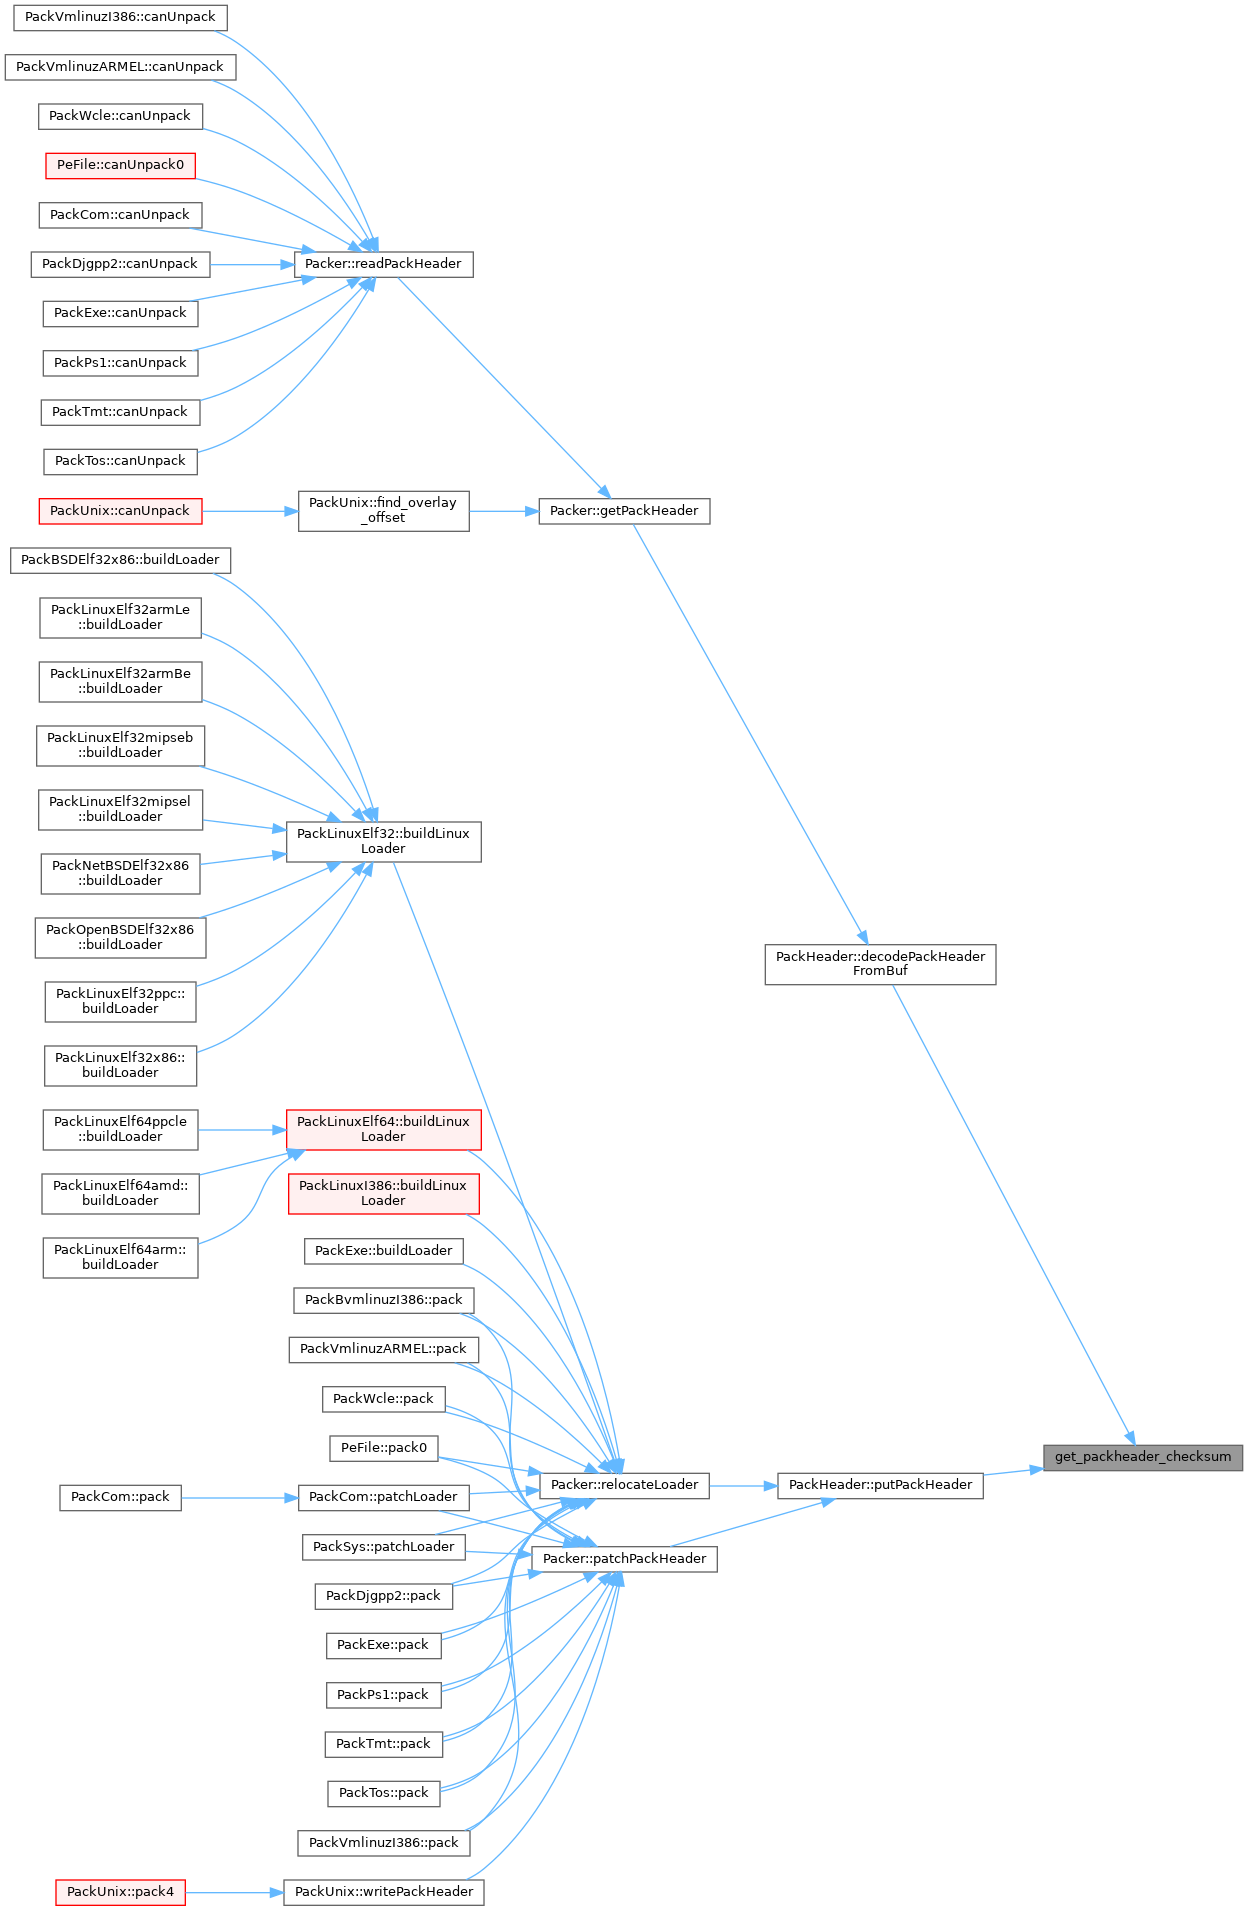 PackVmlinuzI386::canUnpack
PackVmlinuzARMEL::canUnpack
PackWcle::canUnpack
PeFile::canUnpack0
PackCom::canUnpack
PackDjgpp2::canUnpack
Packer::readPackHeader
PackExe::canUnpack
PackPs1::canUnpack
PackTmt::canUnpack
PackTos::canUnpack
PackUnix::canUnpack
PackUnix::find_overlay
_offset
Packer::getPackHeader
PackBSDElf32x86::buildLoader
PackLinuxElf32armLe
::buildLoader
PackLinuxElf32armBe
::buildLoader
PackLinuxElf32mipseb
::buildLoader
PackLinuxElf32mipsel
::buildLoader
PackLinuxElf32::buildLinux
Loader
PackNetBSDElf32x86
::buildLoader
PackOpenBSDElf32x86
::buildLoader
PackHeader::decodePackHeader
FromBuf
PackLinuxElf32ppc::
buildLoader
PackLinuxElf32x86::
buildLoader
PackLinuxElf64ppcle
::buildLoader
PackLinuxElf64::buildLinux
Loader
PackLinuxElf64amd::
buildLoader
PackLinuxI386::buildLinux
Loader
PackLinuxElf64arm::
buildLoader
PackExe::buildLoader
PackBvmlinuzI386::pack
PackVmlinuzARMEL::pack
PackWcle::pack
PeFile::pack0
get_packheader_checksum
Packer::relocateLoader
PackHeader::putPackHeader
PackCom::pack
PackCom::patchLoader
PackSys::patchLoader
Packer::patchPackHeader
PackDjgpp2::pack
PackExe::pack
PackPs1::pack
PackTmt::pack
PackTos::pack
PackVmlinuzI386::pack
PackUnix::pack4
PackUnix::writePackHeader